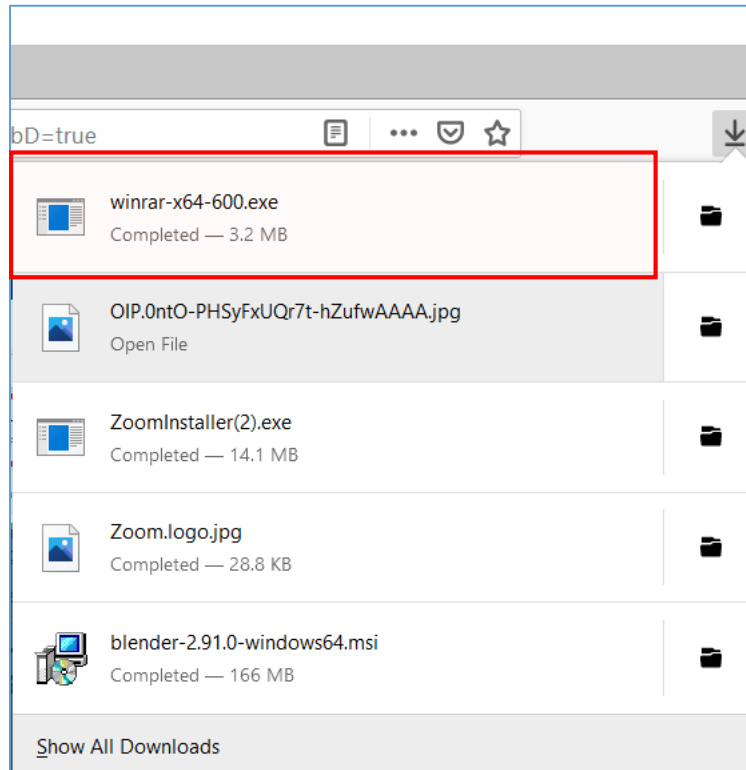 bD=true
winrar-x64-600.exe
Completed — 3.2 MB
OIP.0ntO-PHSyFxUQr7t-hZufwAAAA.jpg
Open File
ZoomInstaller(2).exe
Completed — 14.1 MB
Zoom.logo.jpg
Completed — 28.8 KB
blender-2.91.0-windows64.msi
Completed — 166 MB
Show All Downloads